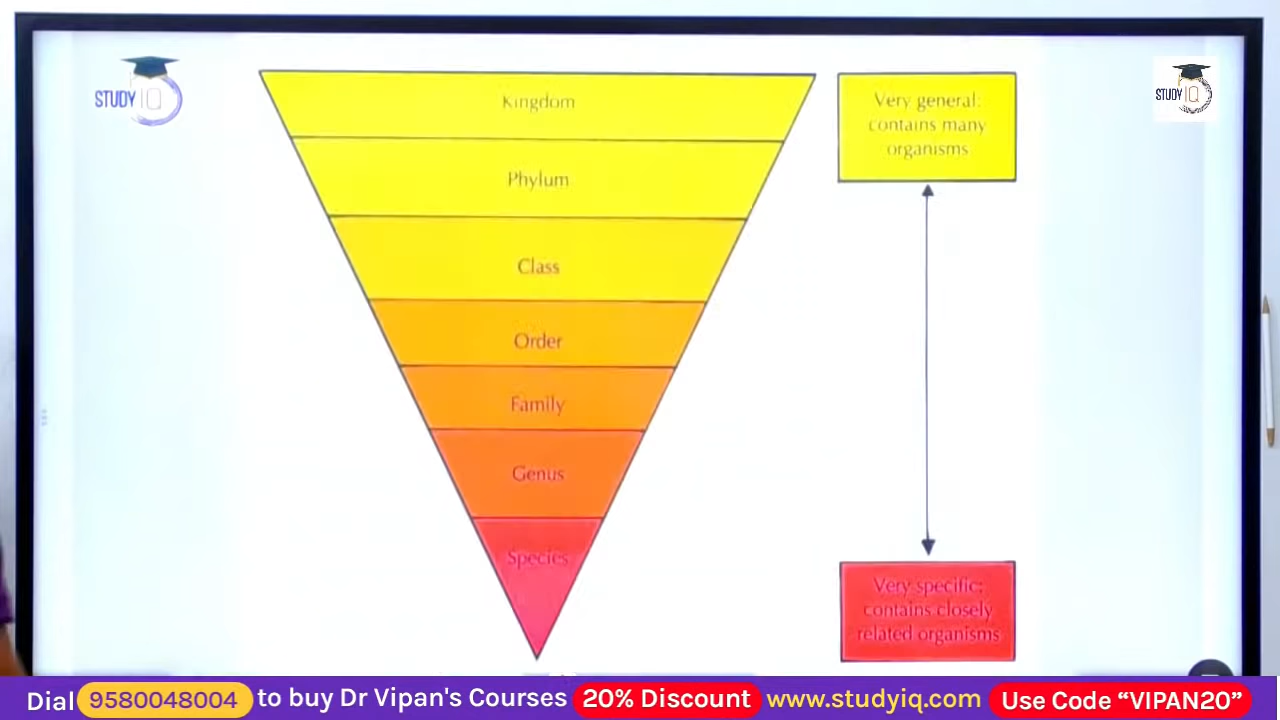 STUDY IQ
STUDY IQ
Kingdom
Phylum
Class
Order
Family
Genus
Species
Very general:
contains many
organisms
Very specific:
contains closely
related organisms
Dial 9580048004 to buy Dr Vipan's Courses 20% Discount www.studyiq.com Use Code “VIPAN20”